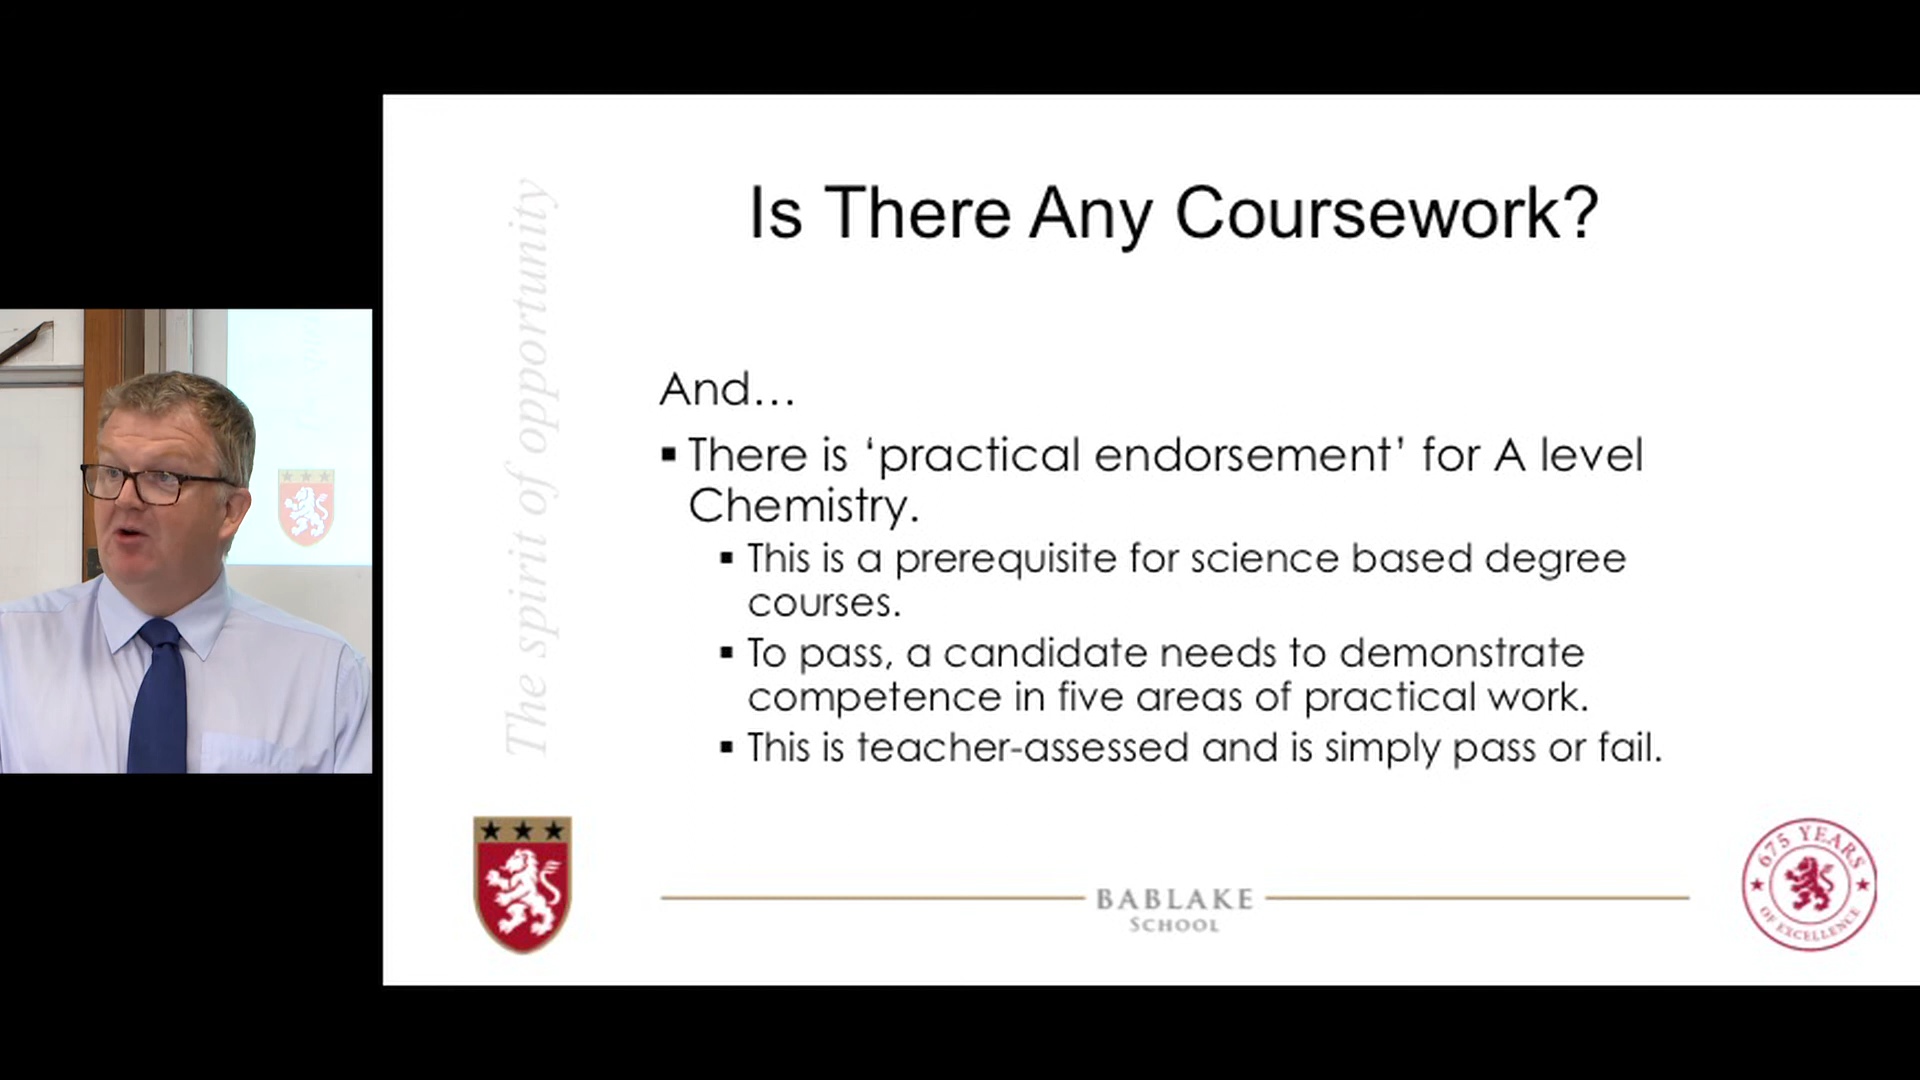 Is There Any Coursework?
The spirit of opportunity
And...
▪ There is ‘practical endorsement’ for A level
Chemistry.
▪ This is a prerequisite for science based degree
courses.
▪ To pass, a candidate needs to demonstrate
competence in five areas of practical work.
▪ This is teacher-assessed and is simply pass or fail.
BABLAKE
SCHOOL
675 YEARS
OF EXCELLENCE